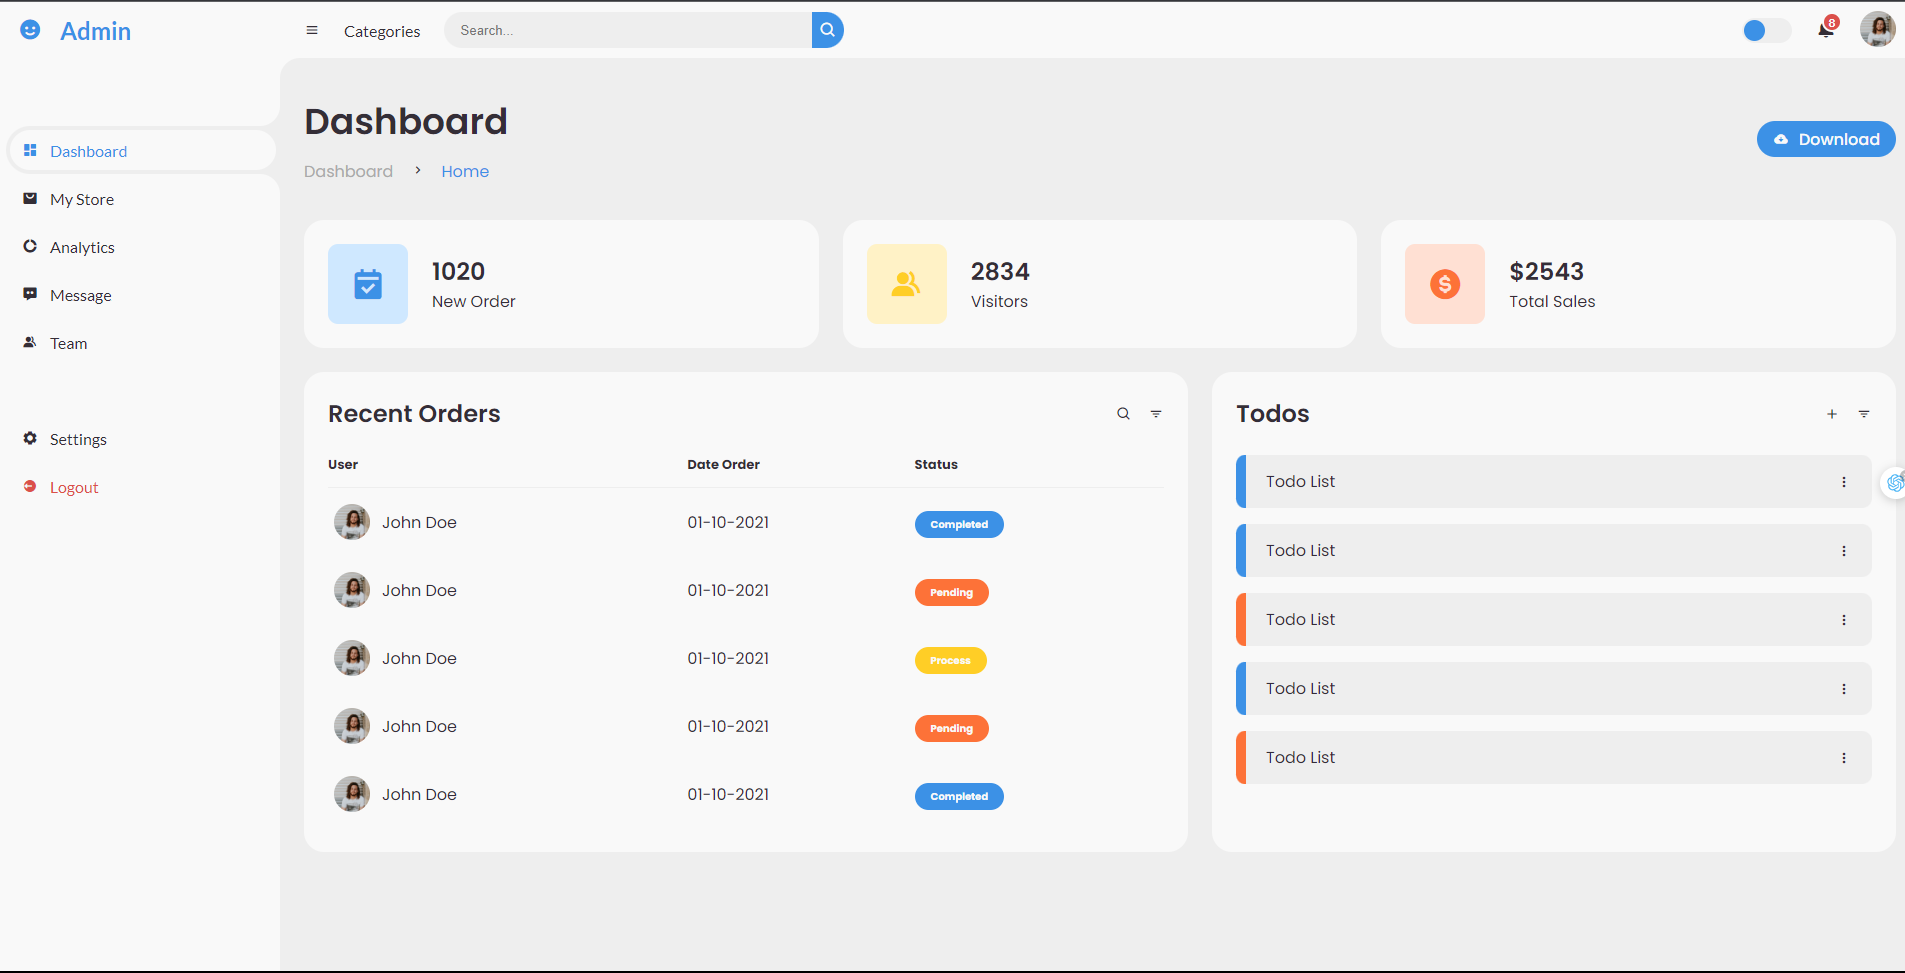 Admin
Categories
Search...
8
Dashboard
My Store
Analytics
Message
Team
Settings
Logout
Dashboard
Dashboard > Home
Download
1020
New Order
2834
Visitors
$2543
Total Sales
Recent Orders
User Date Order Status
John Doe 01-10-2021 Completed
John Doe 01-10-2021 Pending
John Doe 01-10-2021 Process
John Doe 01-10-2021 Pending
John Doe 01-10-2021 Completed
Todos
Todo List
Todo List
Todo List
Todo List
Todo List